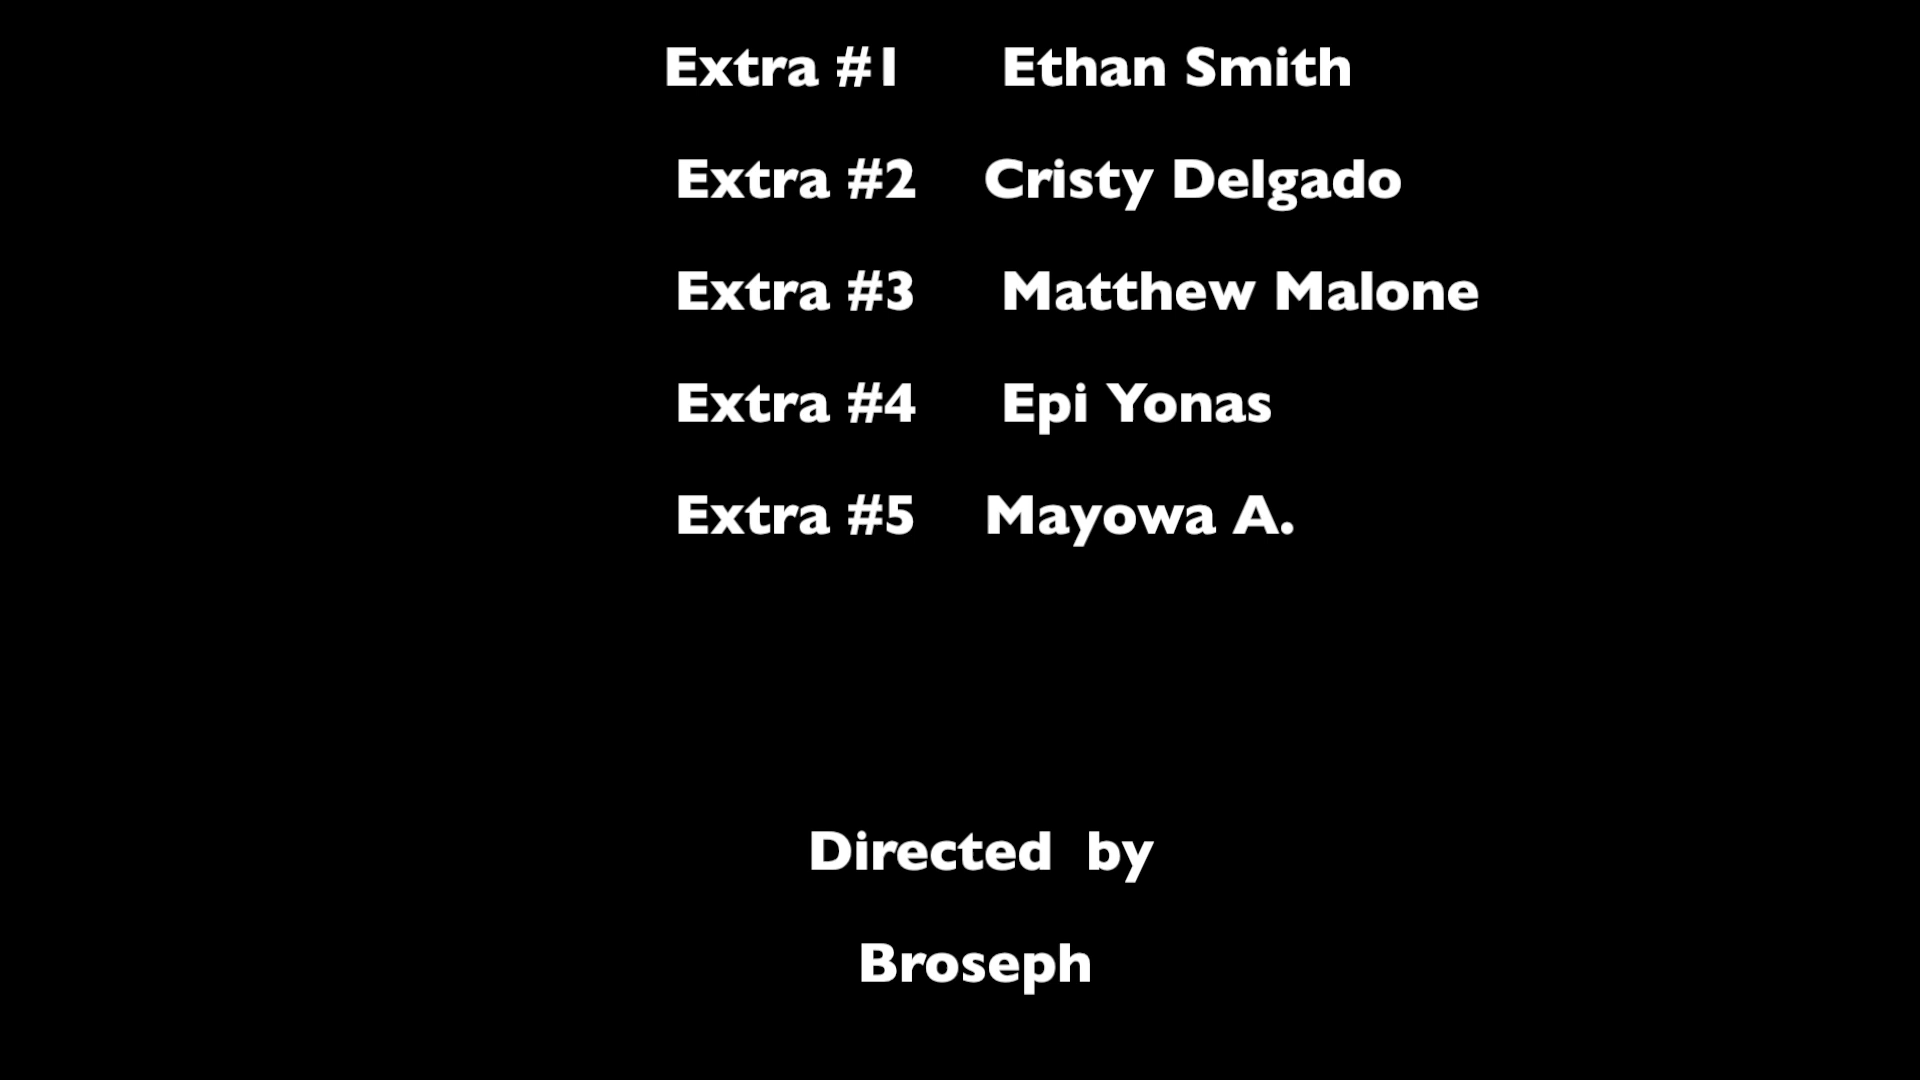 Extra #1 Ethan Smith
Extra #2 Cristy Delgado
Extra #3 Matthew Malone
Extra #4 Epi Yonas
Extra #5 Mayowa A.
Directed by
Broseph